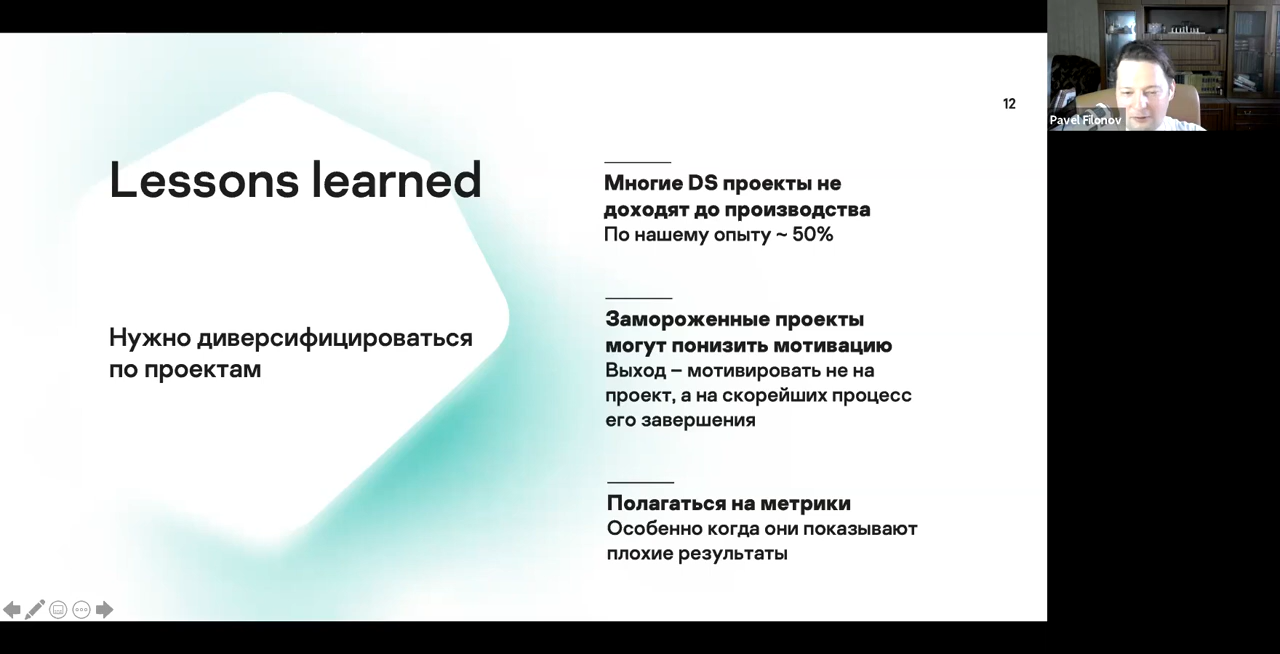 Lessons learned
Нужно диверсифицироваться
по проектам
12
Многие DS проекты не
доходят до производства
По нашему опыту ~ 50%
Замороженные проекты
могут понизить мотивацию
Выход – мотивировать не на
проект, а на скорейших процесс
его завершения
Полагаться на метрики
Особенно когда они показывают
плохие результаты
Pavel Filonov